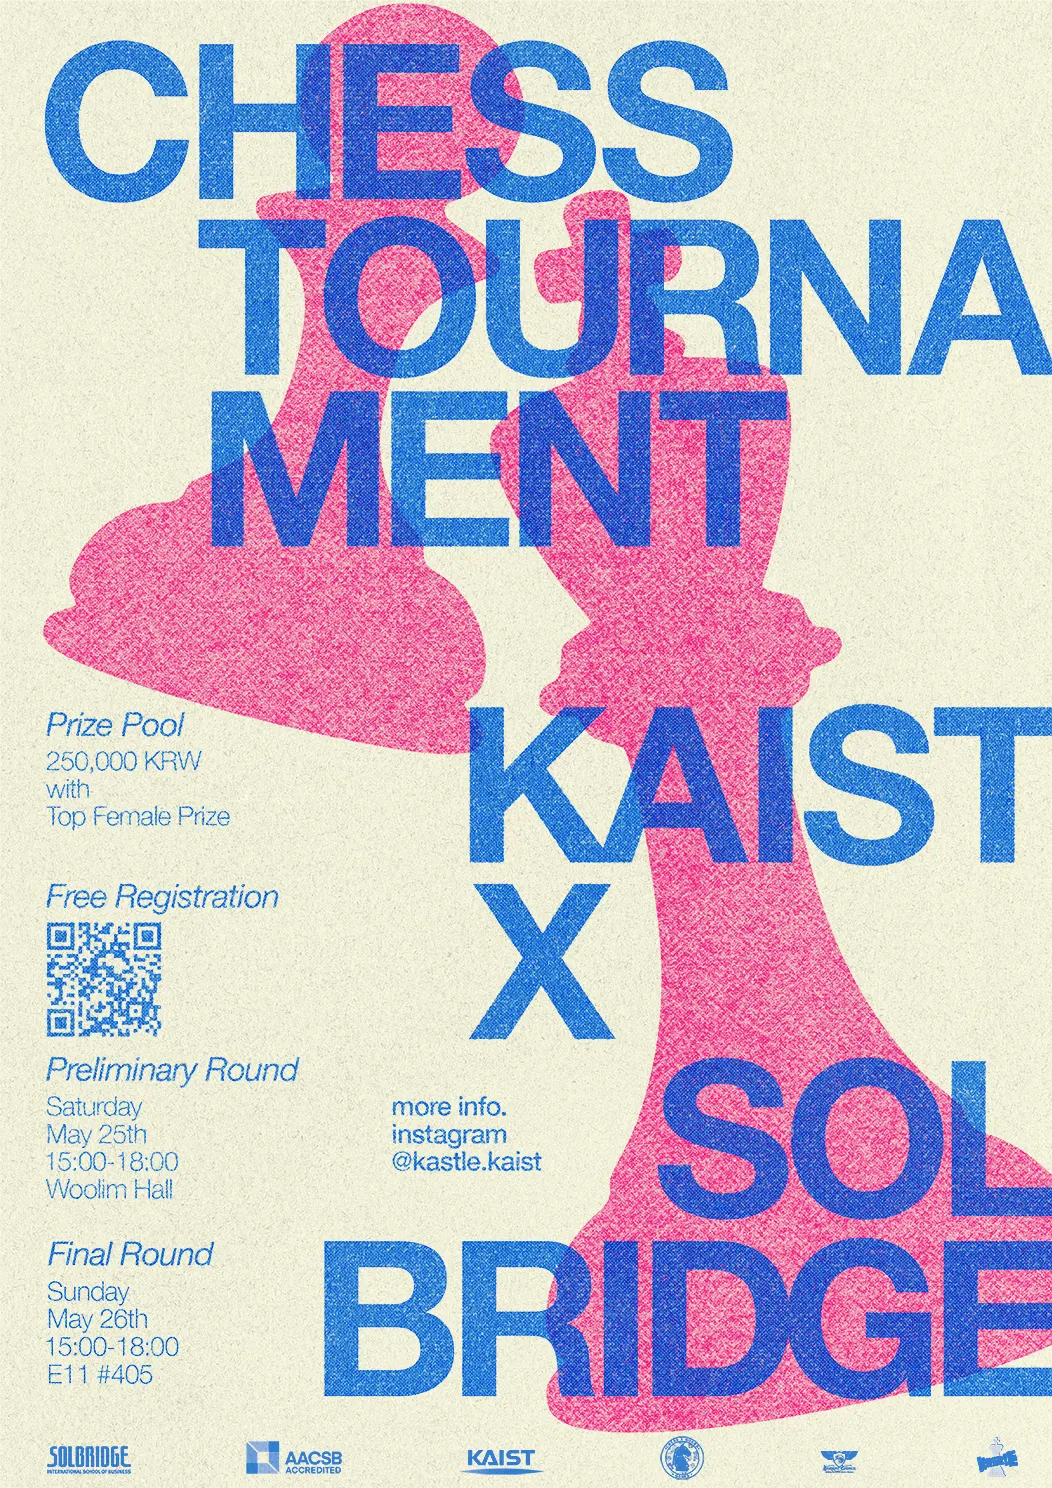 CHESS
TOURNA
MENT
Prize Pool
250,000 KRW
with
Top Female Prize
KAIST
X
SOL
BRIDGE
Free Registration
Preliminary Round
Saturday
May 25th
15:00-18:00
Woolim Hall
more info.
instagram
@kastle.kaist
Final Round
Sunday
May 26th
15:00-18:00
E11 #405
SOLBRIDGE
INTERNATIONAL SCHOOL OF BUSINESS
AACSB
ACCREDITED
KAIST